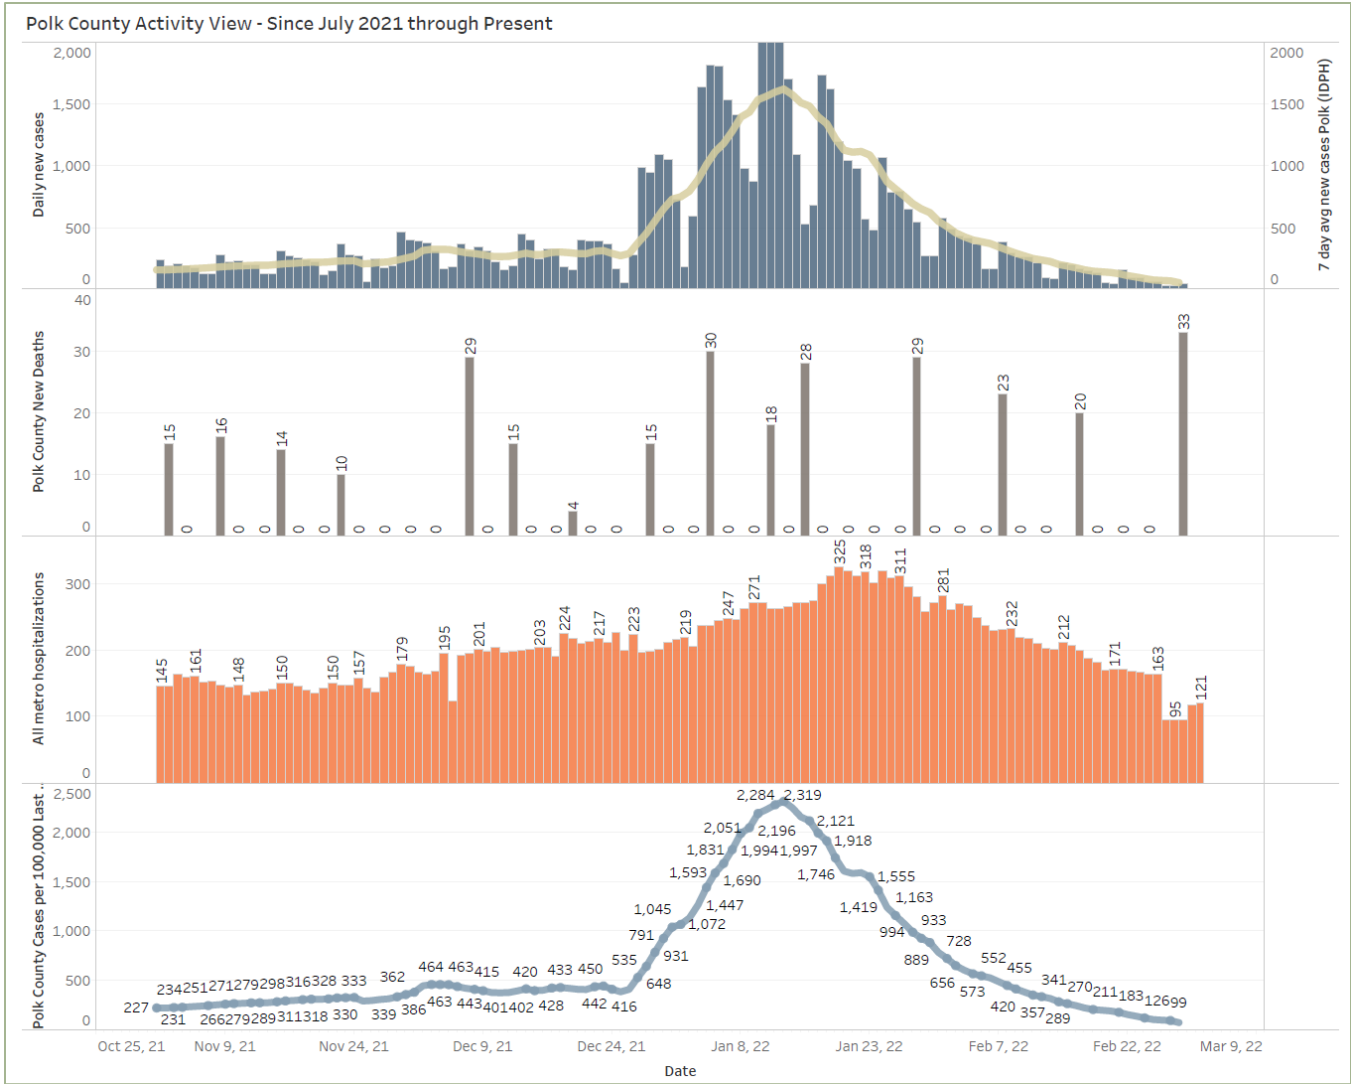 Polk County Activity View - Since July 2021 through Present
Daily new cases
2,000
1,500
1,000
500
0
2000
1500
1000
500
0
7 day avg new cases Polk (IDPH)
Polk County New Deaths
40
30
20
10
0
15 0 16 0 0 14 0 0 10 0 0 0 0 29 0 15 0 0 4 0 0 15 0 0 30 0 0 18 0 28 0 0 0 0 29 0 0 0 23 0 0 20 0 0 0 33
All metro hospitalizations
300
200
100
0
145 161 148 150 150 157 179 195 201 203 224 217 223 219 247 271 325 318 311 281 232 212 171 163 95 121
Polk County Cases per 100,000 Last ..
2,500
2,000
1,500
1,000
500
0
2,284 2,319
2,051 2,196 2,121
1,831 1,994 1,997 1,918
1,593 1,690 1,746 1,555
1,045 1,447 1,419 1,163
791 1,072 994 933
931 889 728
227 234 251 271 279 298 316 328 333 362 464 463 415 420 433 450 535 648 656 552 455 341 270 211 183 126 99
231 266 279 289 311 318 330 339 386 463 443 401 402 428 442 416 573 420 357 289
Oct 25, 21 Nov 9, 21 Nov 24, 21 Dec 9, 21 Dec 24, 21 Jan 8, 22 Jan 23, 22 Feb 7, 22 Feb 22, 22 Mar 9, 22
Date